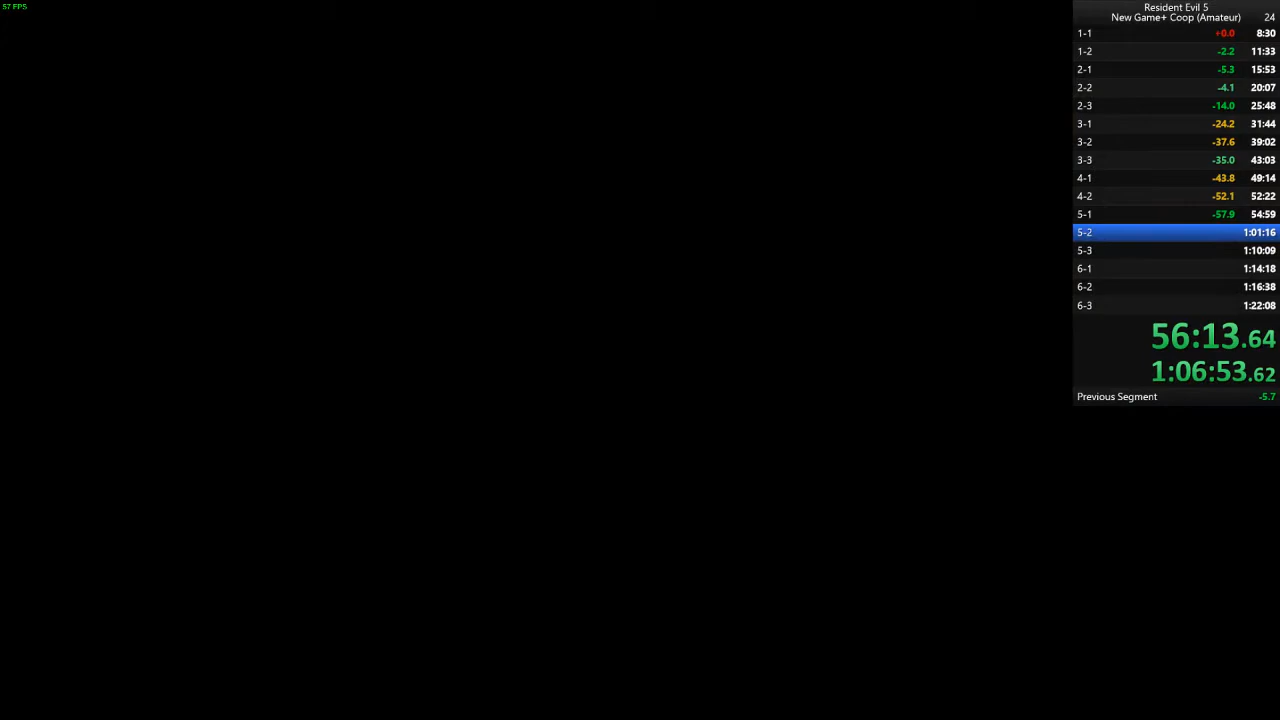 57 FPS
Resident Evil 5
New Game+ Coop (Amateur) 24
1-1 +0.0 8:30
1-2 -2.2 11:33
2-1 -5.3 15:53
2-2 -4.1 20:07
2-3 -14.0 25:48
3-1 -24.2 31:44
3-2 -37.6 39:02
3-3 -35.0 43:03
4-1 -43.8 49:14
4-2 -52.1 52:22
5-1 -57.9 54:59
5-2 1:01:16
5-3 1:10:09
6-1 1:14:18
6-2 1:16:38
6-3 1:22:08
56:13.64
1:06:53.62
Previous Segment -5.7